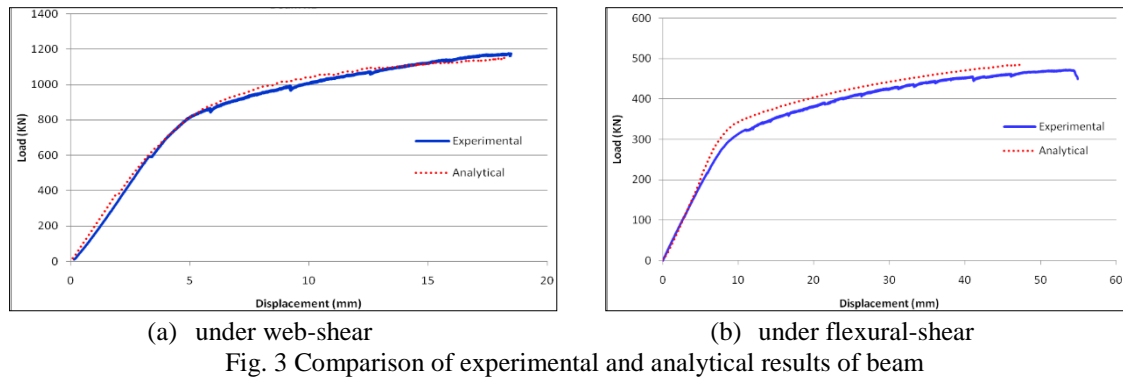 1400
1200
1000
800
600
400
200
0
Load (KN)
Experimental
Analytical
0 5 10 15 20
Displacement (mm)
600
500
400
300
200
100
0
Load (KN)
Experimental
Analytical
0 10 20 30 40 50 60
Displacement (mm)
(a) under web-shear
(b) under flexural-shear
Fig. 3 Comparison of experimental and analytical results of beam